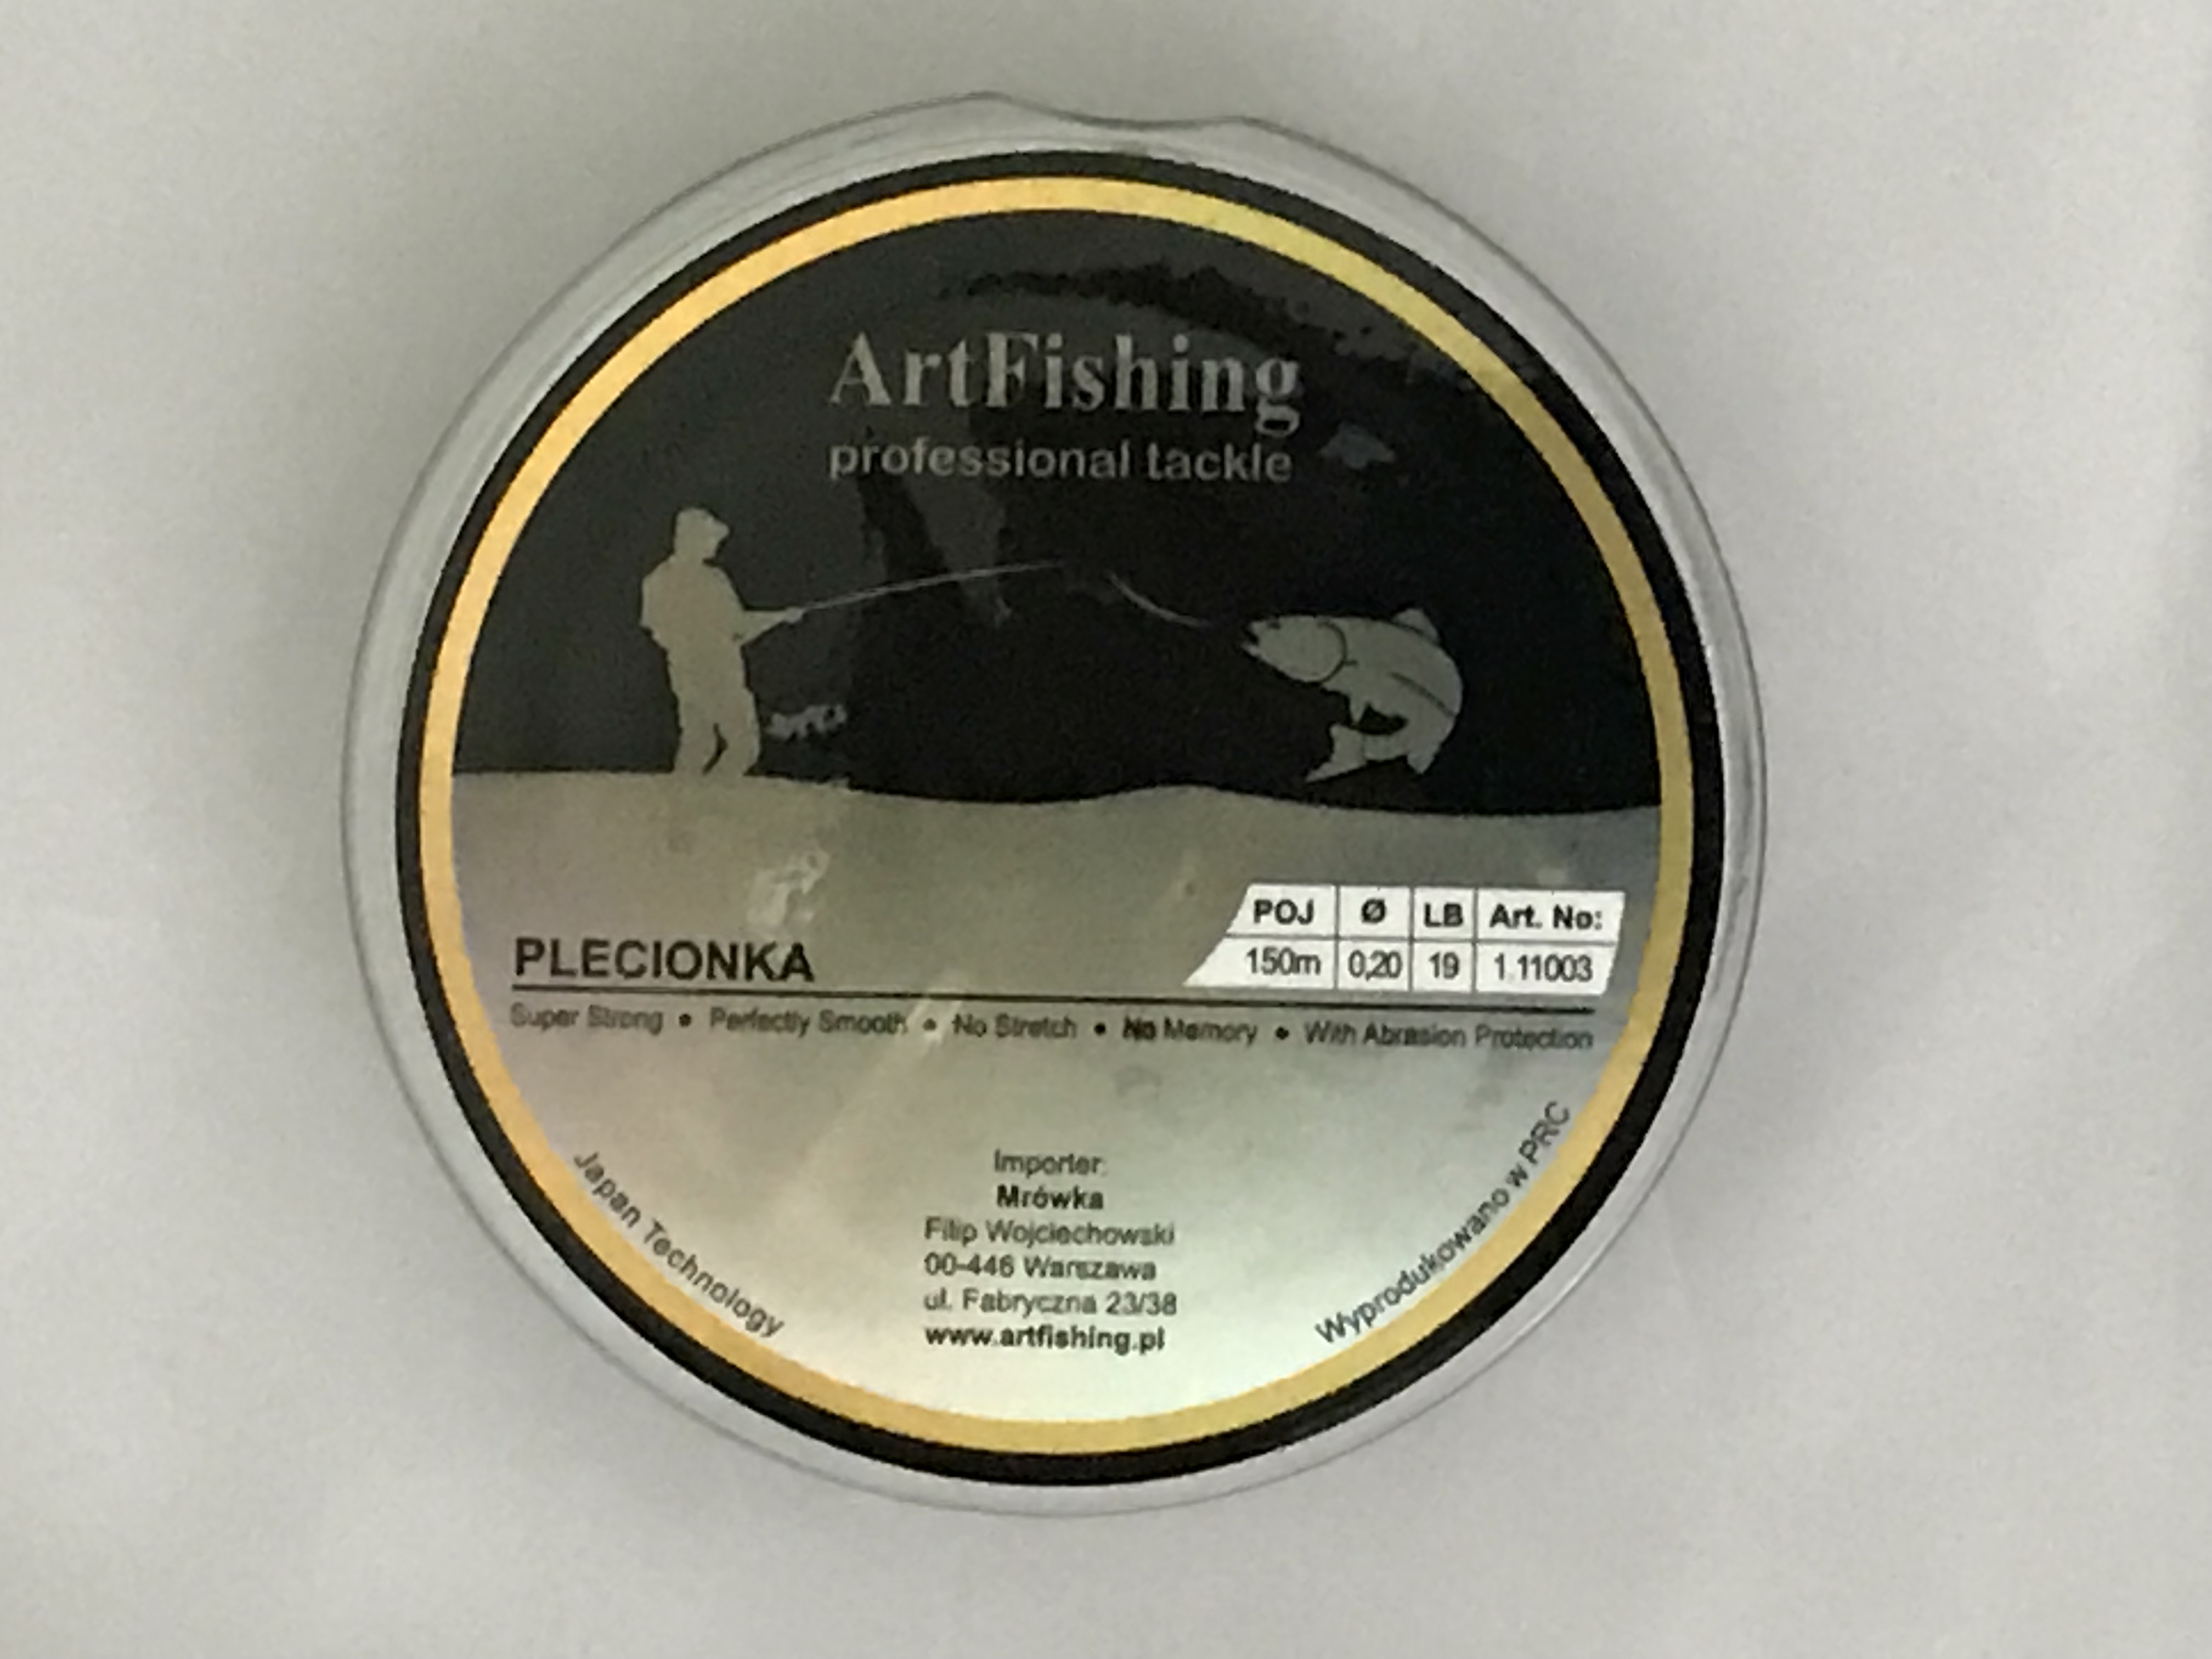 ArtFishing
professional tackle
POJ Ø LB Art. No:
150m 0,20 19 1.11003
PLECIONKA
Super Strong • Perfectly Smooth • No Stretch • No Memory • With Abrasion Protection
Importer:
Mrówka
Filip Wojciechowski
00-446 Warszawa
ul. Fabryczna 23/38
www.artfishing.pl
Japan Technology
Wyprodukowano w PRC